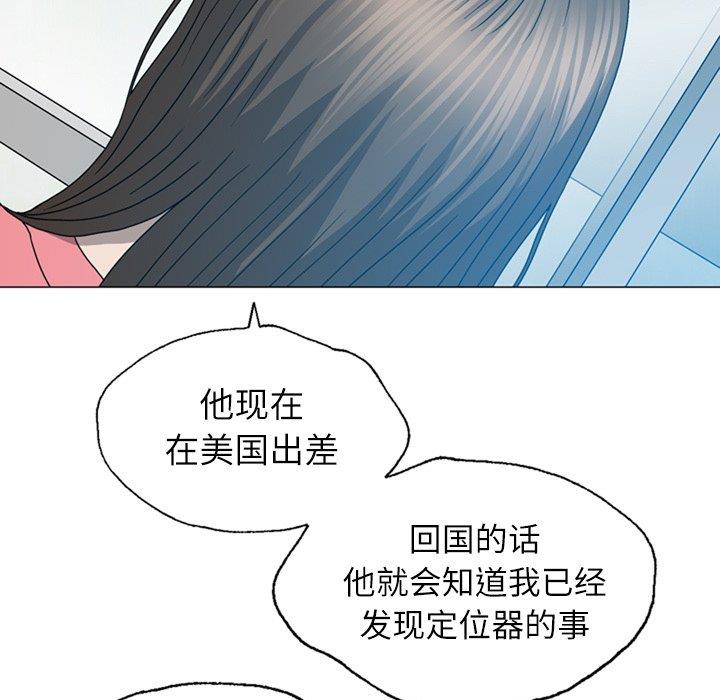 他现在
在美国出差
回国的话
他就会知道我已经
发现定位器的事